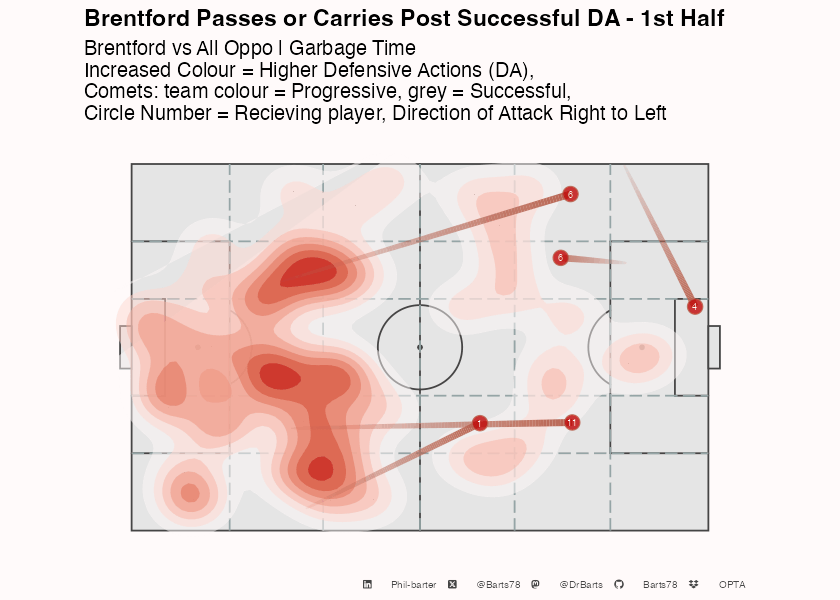 Brentford Passes or Carries Post Successful DA - 1st Half
Brentford vs All Oppo | Garbage Time
Increased Colour = Higher Defensive Actions (DA),
Comets: team colour = Progressive, grey = Successful,
Circle Number = Recieving player, Direction of Attack Right to Left
6
6
4
1
11
Phil-barter @Barts78 @DrBarts Barts78 OPTA